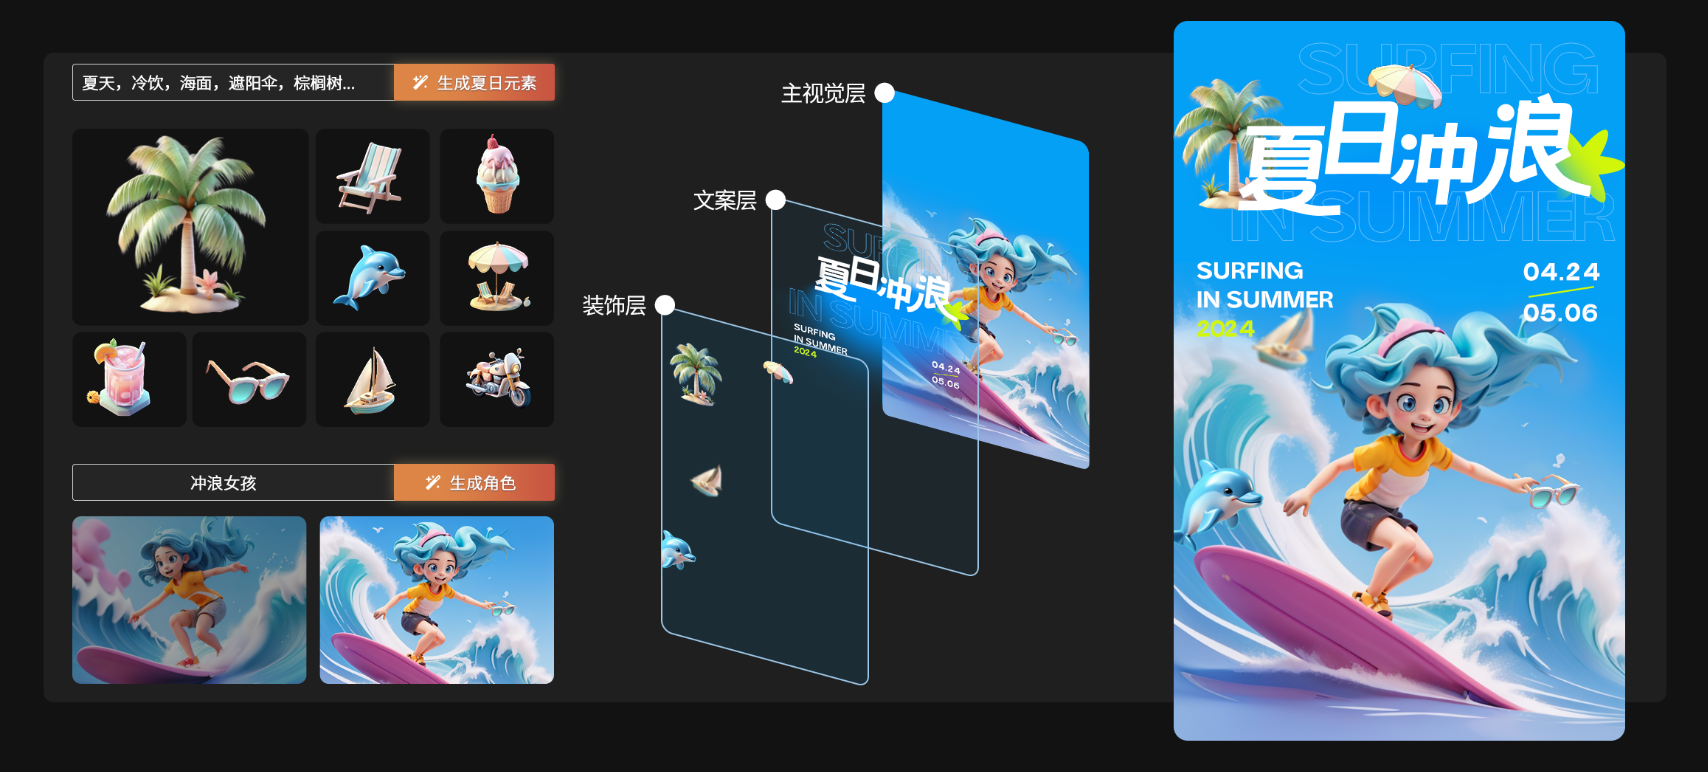 夏天，冷饮，海面，遮阳伞，棕榈树...
生成夏日元素
冲浪女孩
生成角色
主视觉层
文案层
装饰层
SURFING
夏日冲浪
IN SUMMER
SURFING
IN SUMMER
2024
04.24
05.06
SURFING
夏日冲浪
IN SUMMER
SURFING
IN SUMMER
2024
04.24
05.06